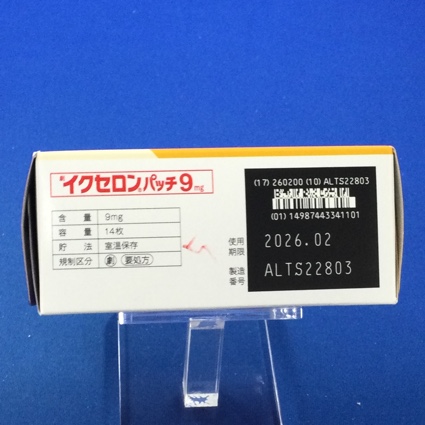 劇 イクセロン®パッチ9mg
含 量 9mg
容 量 14枚
貯 法 室温保存
規制区分 劇 要処方
(17) 260200 (10) ALTS22803
(01) 14987443341101
使用期限 2026.02
製造番号 ALTS22803